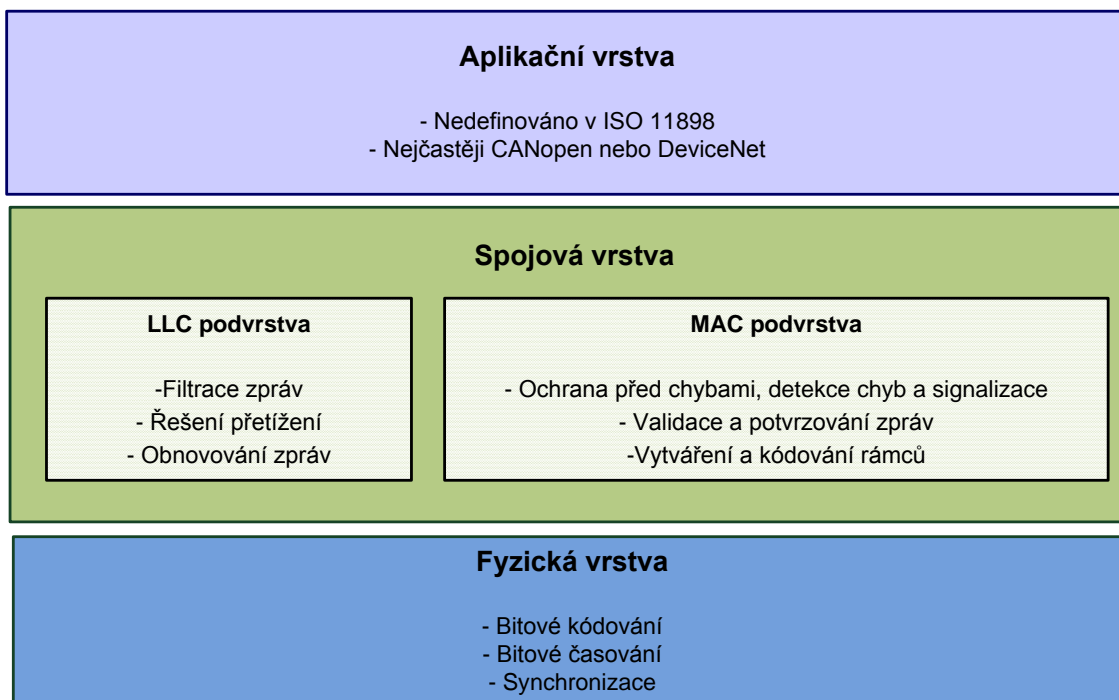 Aplikační vrstva
- Nedefinováno v ISO 11898
- Nejčastěji CANopen nebo DeviceNet
Spojová vrstva
LLC podvrstva
-Filtrace zpráv
- Řešení přetížení
- Obnovování zpráv
MAC podvrstva
- Ochrana před chybami, detekce chyb a signalizace
- Validace a potvrzování zpráv
-Vytváření a kódování rámců
Fyzická vrstva
- Bitové kódování
- Bitové časování
- Synchronizace